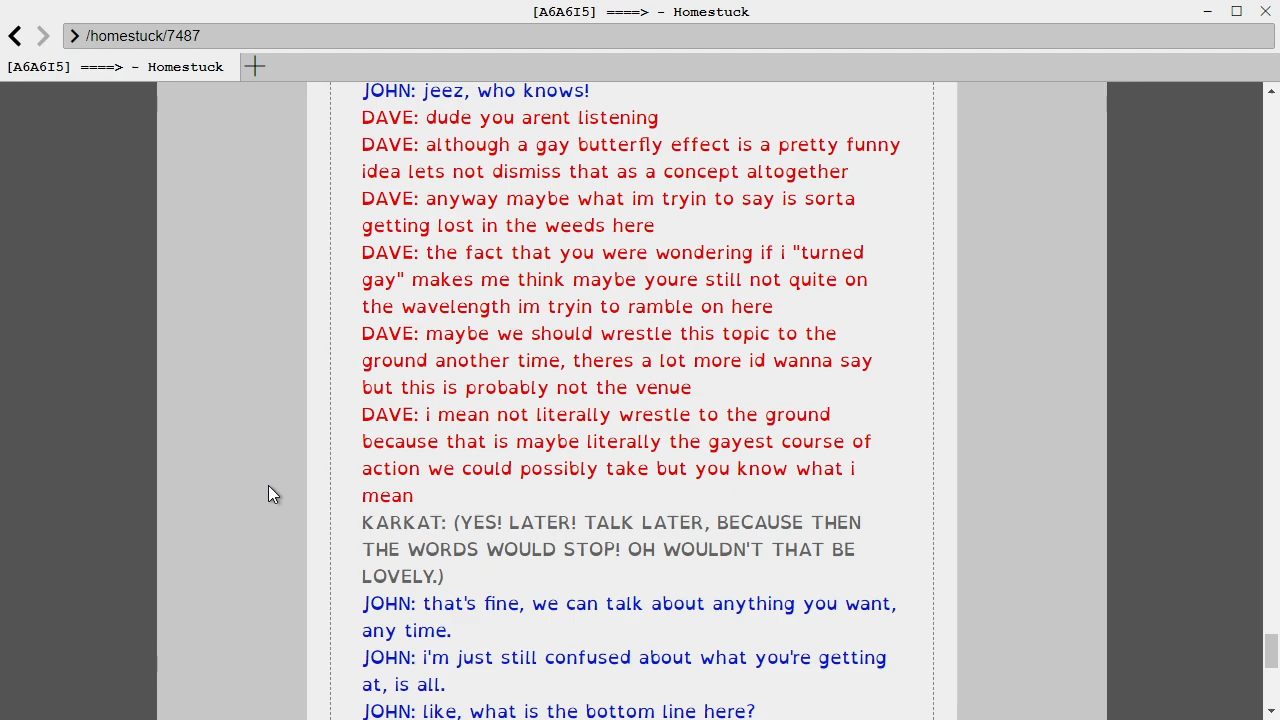 [A6A6I5] ====> - Homestuck
/homestuck/7487
[A6A6I5] ====> - Homestuck
JOHN: jeez, who knows!
DAVE: dude you arent listening
DAVE: although a gay butterfly effect is a pretty funny
idea lets not dismiss that as a concept altogether
DAVE: anyway maybe what im tryin to say is sorta
getting lost in the weeds here
DAVE: the fact that you were wondering if i "turned
gay" makes me think maybe youre still not quite on
the wavelength im tryin to ramble on here
DAVE: maybe we should wrestle this topic to the
ground another time, theres a lot more id wanna say
but this is probably not the venue
DAVE: i mean not literally wrestle to the ground
because that is maybe literally the gayest course of
action we could possibly take but you know what i
mean
KARKAT: (YES! LATER! TALK LATER, BECAUSE THEN
THE WORDS WOULD STOP! OH WOULDN'T THAT BE
LOVELY.)
JOHN: that's fine, we can talk about anything you want,
any time.
JOHN: i'm just still confused about what you're getting
at, is all.
JOHN: like, what is the bottom line here?